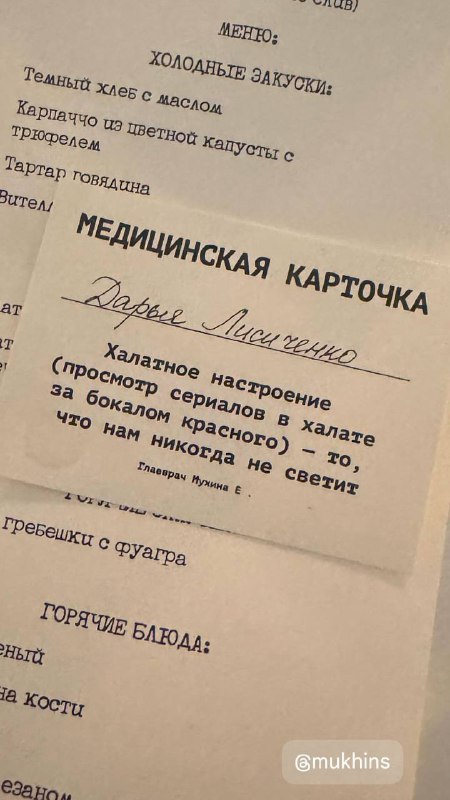 МЕНЮ:
ХОЛОДНЫЕ ЗАКУСКИ:
Темный хлеб с маслом
Карпаччо из цветной капусты с
трюфелем
Тартар говядина
МЕДИЦИНСКАЯ КАРТОЧКА
Дарья Лисиченко
Халатное настроение
(просмотр сериалов в халате
за бокалом красного) – то,
что нам никогда не светит
Главврач Мухина Е .
гребешки с фуагра
ГОРЯЧИЕ БЛЮДА:
на кости
@mukhins